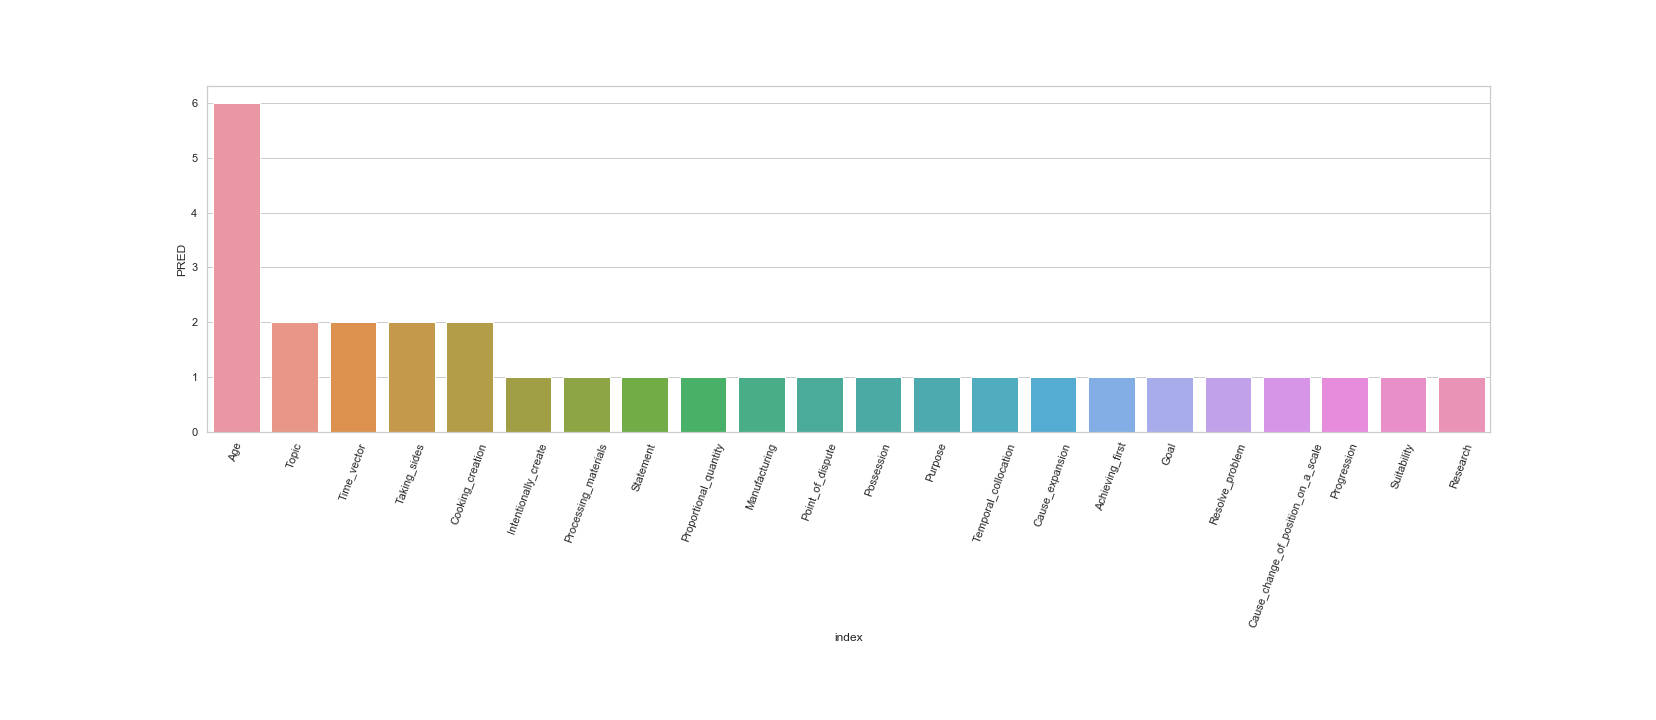 6
5
4
3
2
1
0
PRED
Age
Topic
Time_vector
Taking_sides
Cooking_creation
Intentionally_create
Processing_materials
Statement
Proportional_quantity
Manufacturing
Point_of_dispute
Possession
Purpose
Temporal_collocation
Cause_expansion
Achieving_first
Goal
Resolve_problem
Cause_change_of_position_on_a_scale
Progression
Suitability
Research
index